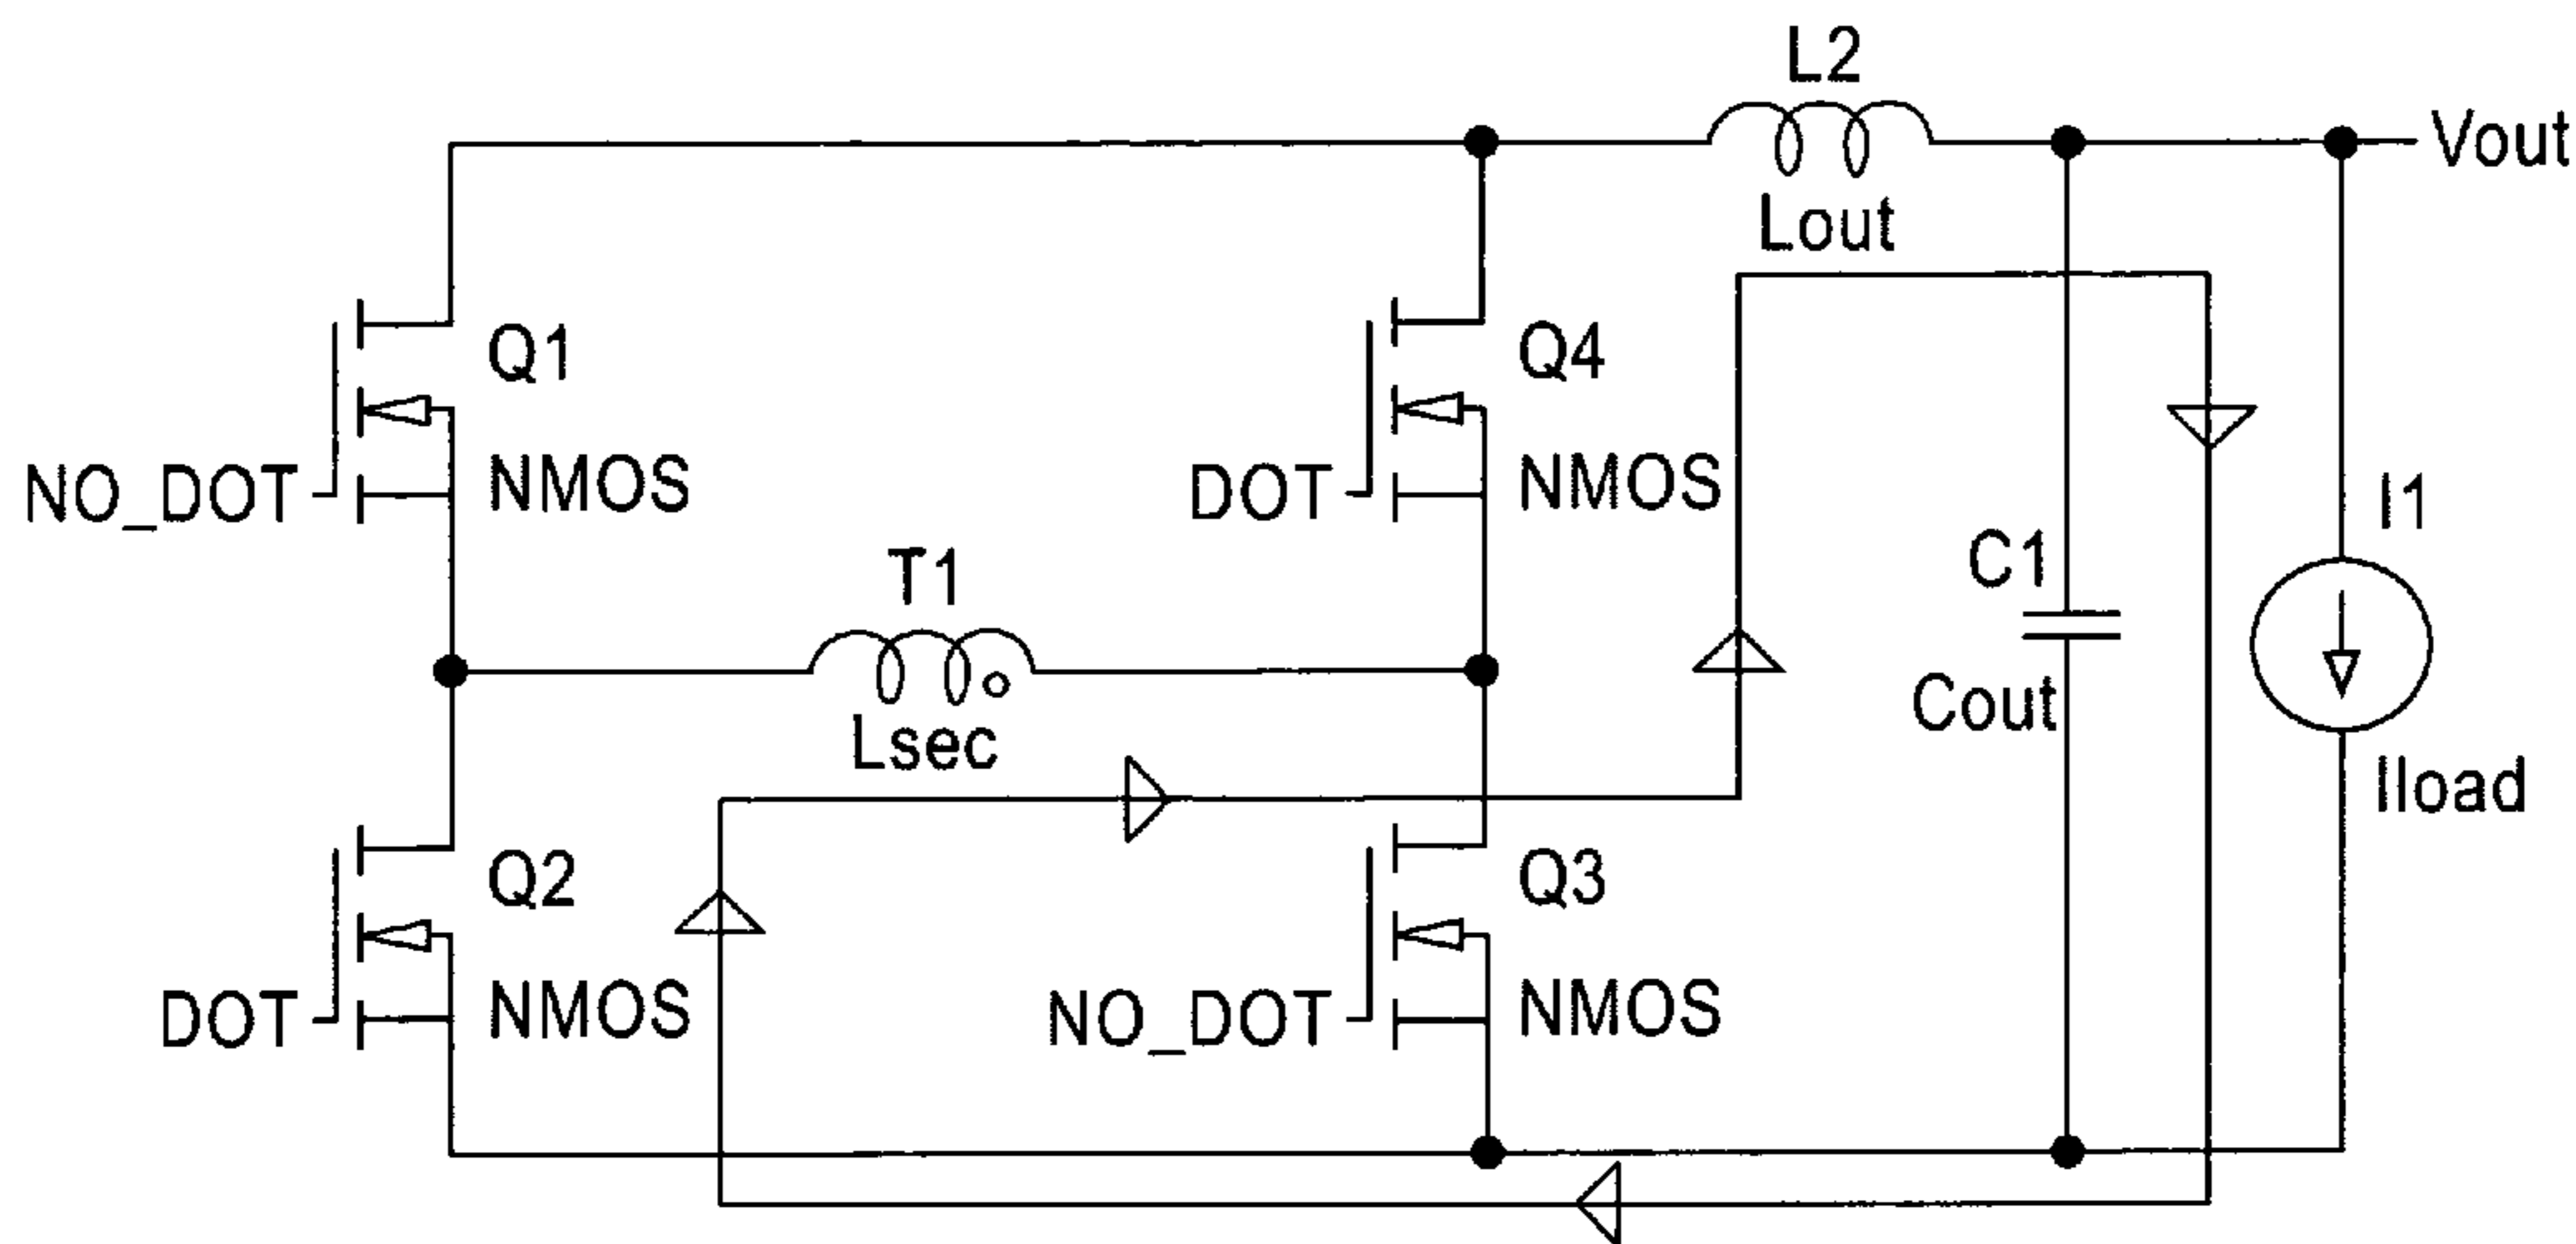 L2
Vout
Lout
Q1
Q4
NO_DOT
NMOS
DOT
NMOS
I1
T1
C1
Lsec
Cout
Iload
Q2
Q3
DOT
NMOS
NO_DOT
NMOS